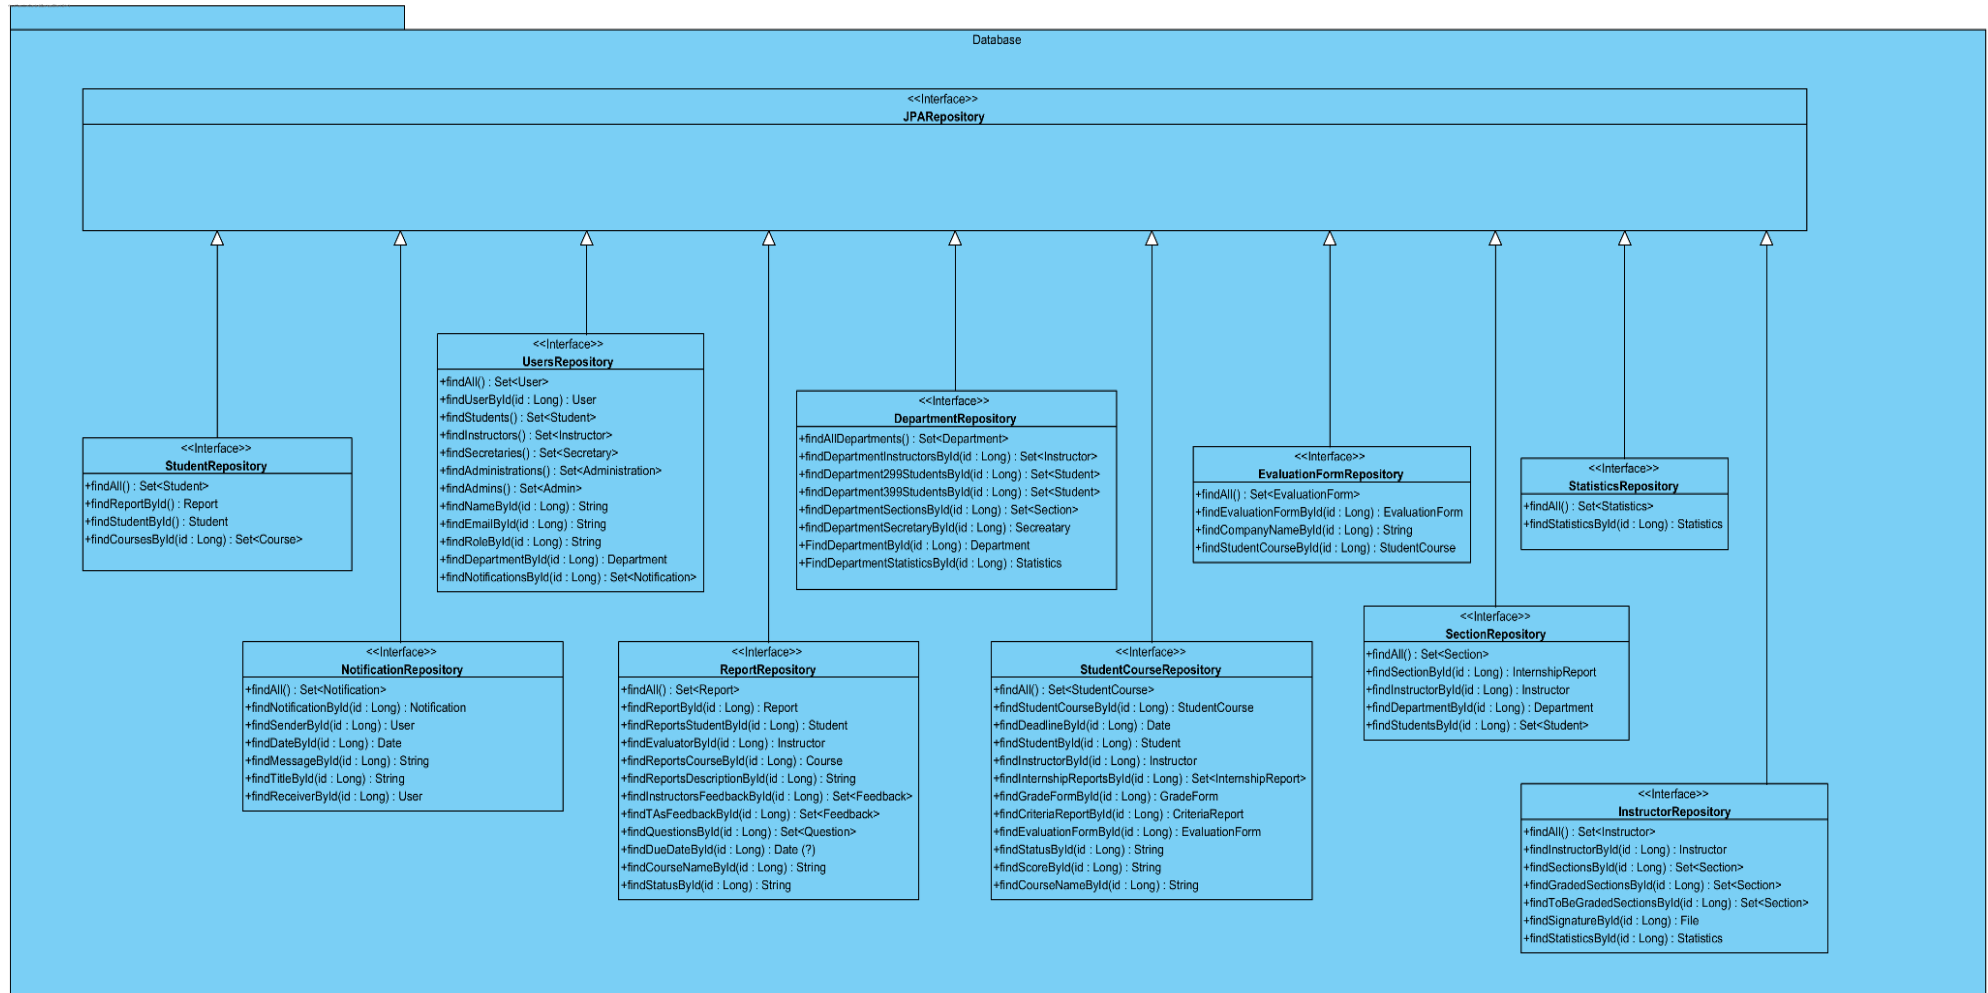 Database
<<Interface>>
JPARepository
<<Interface>>
UsersRepository
+findAll() : Set<User>
+findUserById(id : Long) : User
+findStudents() : Set<Student>
+findInstructors() : Set<Instructor>
+findSecretaries() : Set<Secretary>
+findAdministrations() : Set<Administration>
+findAdmins() : Set<Admin>
+findNameById(id : Long) : String
+findEmailById(id : Long) : String
+findRoleById(id : Long) : String
+findDepartmentById(id : Long) : Department
+findNotificationsById(id : Long) : Set<Notification>
<<Interface>>
DepartmentRepository
+findAllDepartments() : Set<Department>
+findDepartmentInstructorsById(id : Long) : Set<Instructor>
+findDepartment299StudentsById(id : Long) : Set<Student>
+findDepartment399StudentsById(id : Long) : Set<Student>
+findDepartmentSectionsById(id : Long) : Set<Section>
+findDepartmentSecretaryById(id : Long) : Secreatary
+FindDepartmentById(id : Long) : Department
+FindDepartmentStatisticsById(id : Long) : Statistics
<<Interface>>
StudentRepository
+findAll() : Set<Student>
+findReportById() : Report
+findStudentById() : Student
+findCoursesById(id : Long) : Set<Course>
<<Interface>>
EvaluationFormRepository
+findAll() : Set<EvaluationForm>
+findEvaluationFormById(id : Long) : EvaluationForm
+findCompanyNameById(id : Long) : String
+findStudentCourseById(id : Long) : StudentCourse
<<Interface>>
StatisticsRepository
+findAll() : Set<Statistics>
+findStatisticsById(id : Long) : Statistics
<<Interface>>
NotificationRepository
+findAll() : Set<Notification>
+findNotificationById(id : Long) : Notification
+findSenderById(id : Long) : User
+findDateById(id : Long) : Date
+findMessageById(id : Long) : String
+findTitleById(id : Long) : String
+findReceiverById(id : Long) : User
<<Interface>>
ReportRepository
+findAll() : Set<Report>
+findReportById(id : Long) : Report
+findReportsStudentById(id : Long) : Student
+findEvaluatorById(id : Long) : Instructor
+findReportsCourseById(id : Long) : Course
+findReportsDescriptionById(id : Long) : String
+findInstructorsFeedbackById(id : Long) : Set<Feedback>
+findTAsFeedbackById(id : Long) : Set<Feedback>
+findQuestionsById(id : Long) : Set<Question>
+findDueDateById(id : Long) : Date (?)
+findCourseNameById(id : Long) : String
+findStatusById(id : Long) : String
<<Interface>>
StudentCourseRepository
+findAll() : Set<StudentCourse>
+findStudentCourseById(id : Long) : StudentCourse
+findDeadlineById(id : Long) : Date
+findStudentById(id : Long) : Student
+findInstructorById(id : Long) : Instructor
+findInternshipReportsById(id : Long) : Set<InternshipReport>
+findGradeFormById(id : Long) : GradeForm
+findCriteriaReportById(id : Long) : CriteriaReport
+findEvaluationFormById(id : Long) : EvaluationForm
+findStatusById(id : Long) : String
+findScoreById(id : Long) : String
+findCourseNameById(id : Long) : String
<<Interface>>
SectionRepository
+findAll() : Set<Section>
+findSectionById(id : Long) : InternshipReport
+findInstructorById(id : Long) : Instructor
+findDepartmentById(id : Long) : Department
+findStudentsById(id : Long) : Set<Student>
<<Interface>>
InstructorRepository
+findAll() : Set<Instructor>
+findInstructorById(id : Long) : Instructor
+findSectionsById(id : Long) : Set<Section>
+findGradedSectionsById(id : Long) : Set<Section>
+findToBeGradedSectionsById(id : Long) : Set<Section>
+findSignatureById(id : Long) : File
+findStatisticsById(id : Long) : Statistics